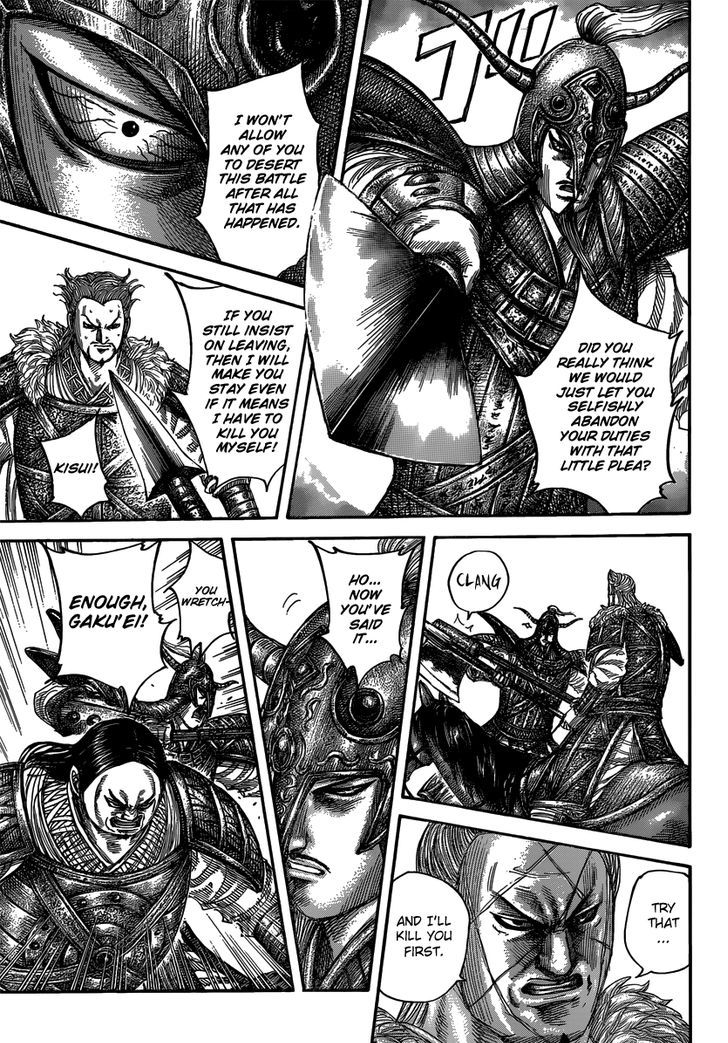 ブツツ
DID YOU
REALLY THINK
WE WOULD
JUST LET YOU
SELFISHLY
ABANDON
YOUR DUTIES
WITH THAT
LITTLE PLEA?
I WON'T
ALLOW
ANY OF YOU
TO DESERT
THIS BATTLE
AFTER ALL
THAT HAS
HAPPENED.
IF YOU
STILL INSIST
ON LEAVING,
THEN I WILL
MAKE YOU
STAY EVEN
IF IT MEANS
I HAVE TO
KILL YOU
MYSELF!
KISUI!
CLANG
TRY
THAT
...
AND I'LL
KILL YOU
FIRST.
HO...
NOW
YOU'VE
SAID
IT...
YOU
WRETCH-
ENOUGH,
GAKU'EI!